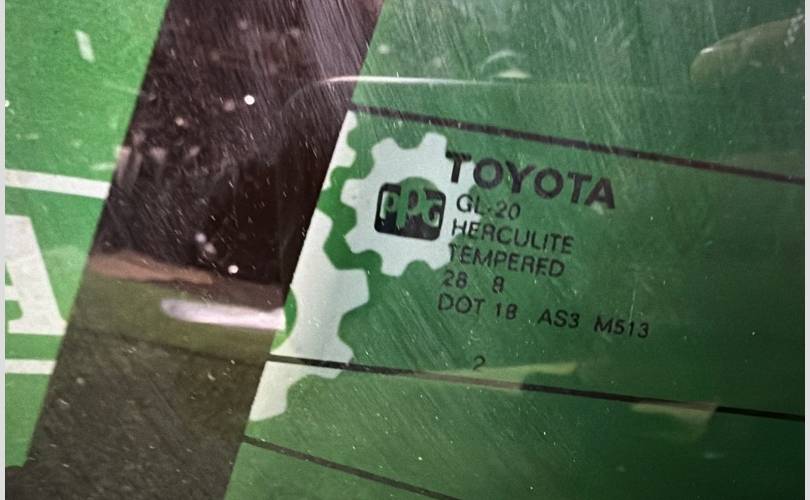 TOYOTA
PPG
GL-20
HERCULITE
TEMPERED
28 8
DOT 18 AS3 M513
2
A